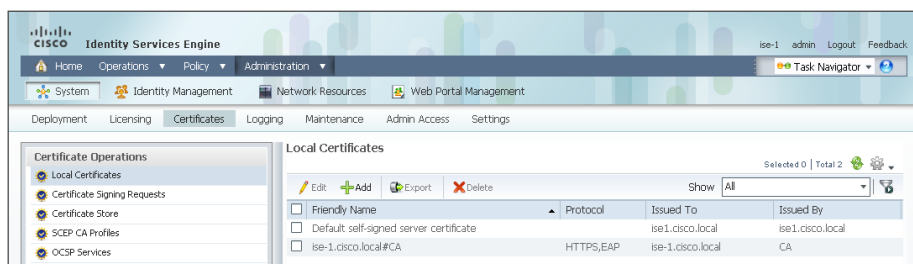 CISCO Identity Services Engine
ise-1 admin Logout Feedback
Home Operations ▼ Policy ▼ Administration ▼
Task Navigator ▼
System Identity Management Network Resources Web Portal Management
Deployment Licensing Certificates Logging Maintenance Admin Access Settings
Certificate Operations
Local Certificates
Certificate Signing Requests
Certificate Store
SCEP CA Profiles
OCSP Services
Local Certificates
Selected 0 | Total 2
Edit Add Export Delete Show All
Friendly Name Protocol Issued To Issued By
Default self-signed server certificate ise1.cisco.local ise1.cisco.local
ise-1.cisco.local#CA HTTPS,EAP ise-1.cisco.local CA